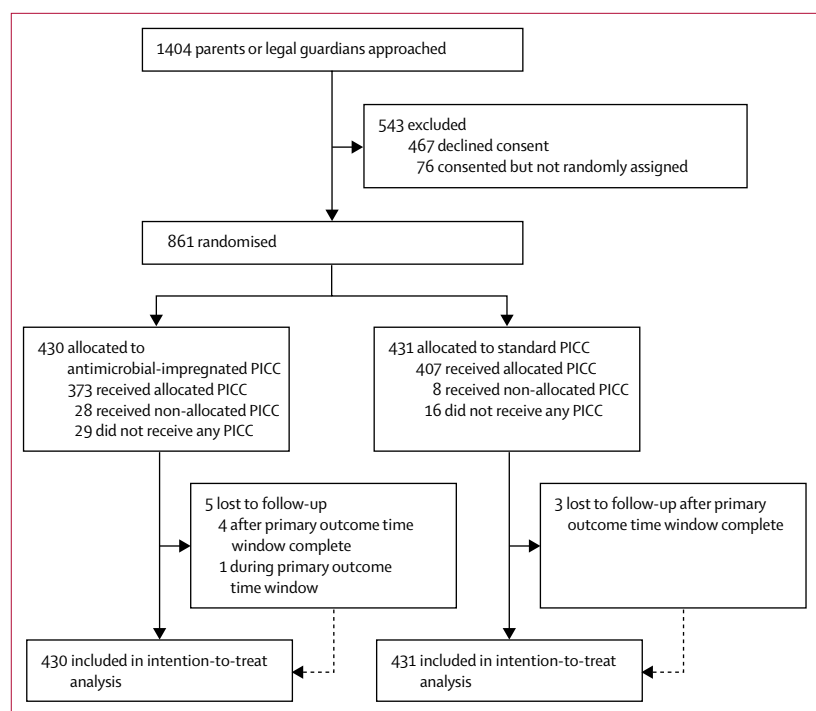 1404 parents or legal guardians approached
543 excluded
467 declined consent
76 consented but not randomly assigned
861 randomised
430 allocated to
antimicrobial-impregnated PICC
373 received allocated PICC
28 received non-allocated PICC
29 did not receive any PICC
431 allocated to standard PICC
407 received allocated PICC
8 received non-allocated PICC
16 did not receive any PICC
5 lost to follow-up
4 after primary outcome time
window complete
1 during primary outcome
time window
3 lost to follow-up after primary
outcome time window complete
430 included in intention-to-treat
analysis
431 included in intention-to-treat
analysis